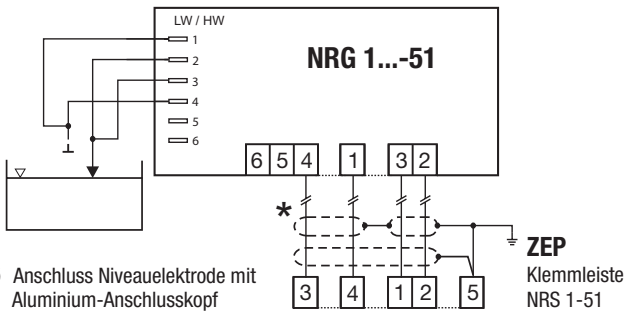 LW / HW
1
2
3
4
5
6
NRG 1...-51
6 5 4 1 3 2
*
ZEP
Klemmleiste
NRS 1-51
) Anschluss Niveauelektrode mit
Aluminium-Anschlusskopf
3 4 1 2 5